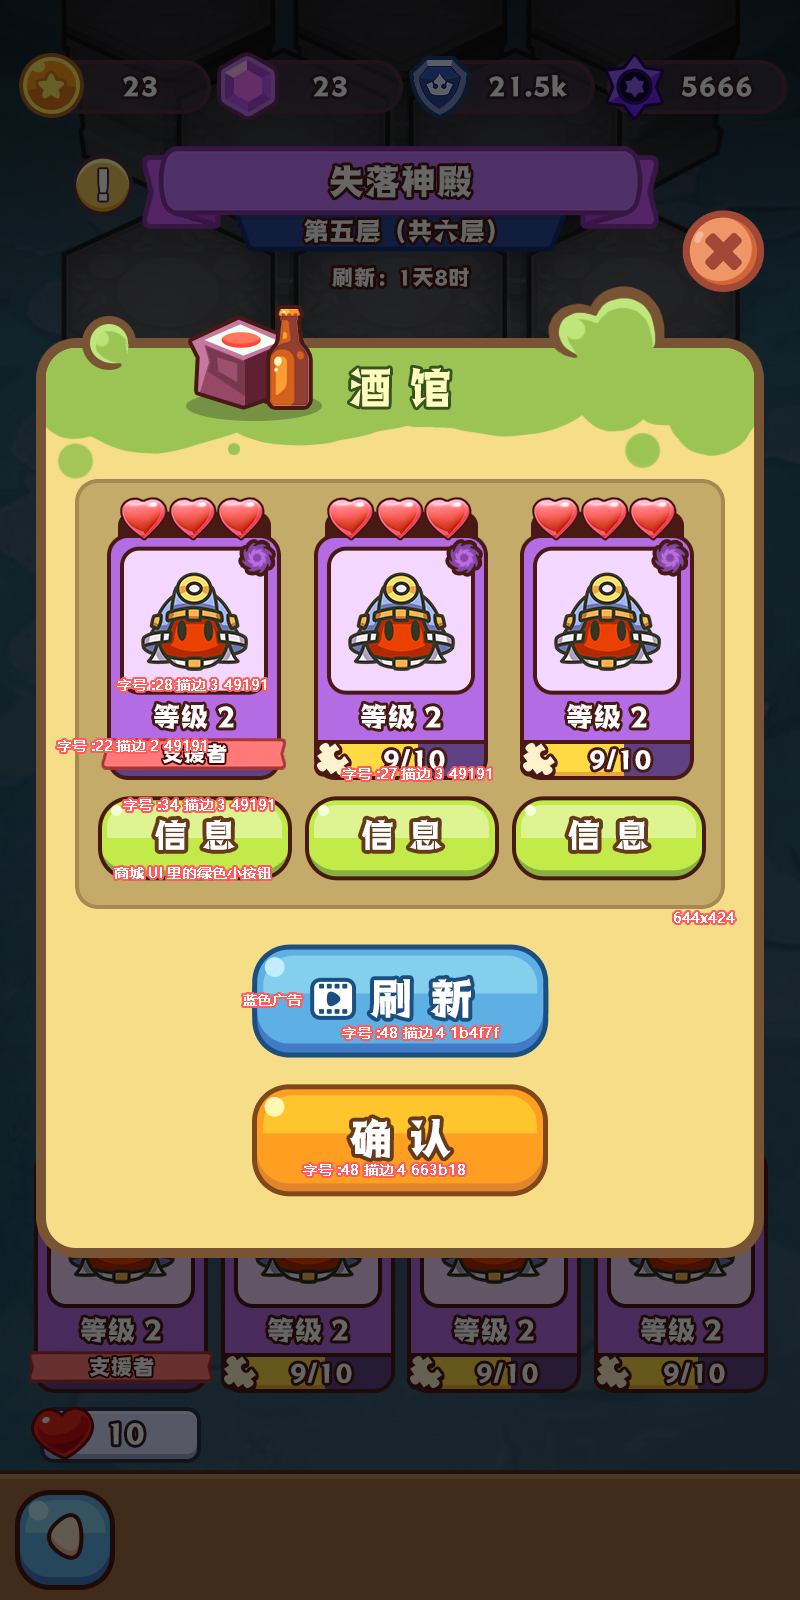 23 23 21.5k 5666
失落神殿
第五层（共六层）
刷新：1天8时
酒馆
字号:28 描边 3 49191
等级 2 等级 2 等级 2
字号:22 描边 2 49191
支援者 9/10 9/10
字号:27 描边 3 49191
字号:34 描边 3 49191
信息 信息 信息
商城 UI 里的绿色小按钮
644x424
蓝色广告 刷新
字号:48 描边 4 1b4f7f
确认
字号:48 描边 4 663b18
等级 2 等级 2 等级 2 等级 2
支援者 9/10 9/10 9/10
10